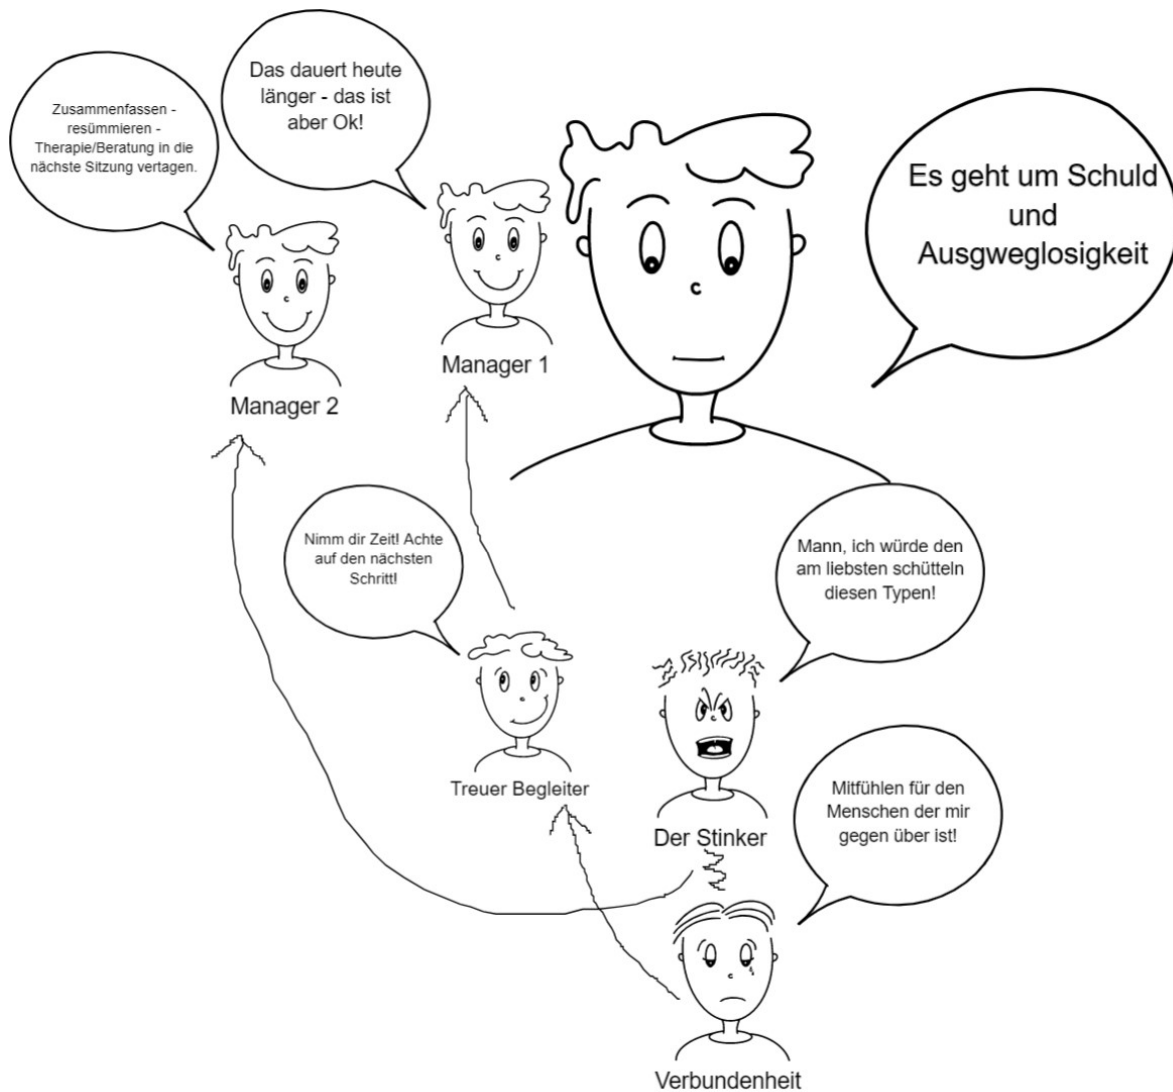 Zusammenfassen -
resümmieren -
Therapie/Beratung in die
nächste Sitzung vertagen.
Das dauert heute
länger - das ist
aber Ok!
Es geht um Schuld
und
Ausgweglosigkeit
Manager 1
Manager 2
Nimm dir Zeit! Achte
auf den nächsten
Schritt!
Mann, ich würde den
am liebsten schütteln
diesen Typen!
Treuer Begleiter
Der Stinker
Mitfühlen für den
Menschen der mir
gegen über ist!
Verbundenheit